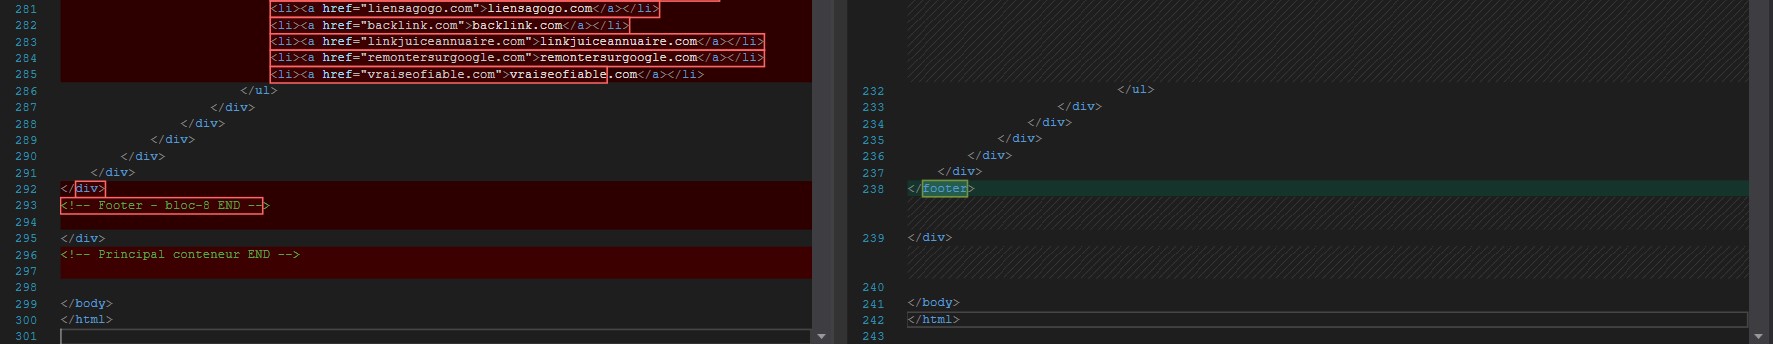 281 <li><a href="liensagogo.com">liensagogo.com</a></li>
282 <li><a href="backlink.com">backlink.com</a></li>
283 <li><a href="linkjuiceannuaire.com">linkjuiceannuaire.com</a></li>
284 <li><a href="remontersurgoogle.com">remontersurgoogle.com</a></li>
285 <li><a href="vraiseofiable.com">vraiseofiable.com</a></li>
286 </ul>
287 </div>
288 </div>
289 </div>
290 </div>
291 </div>
292 </div>
293 <!-- Footer - bloc-8 END -->
294
295 </div>
296 <!-- Principal conteneur END -->
297
298
299 </body>
300 </html>
301
232 </ul>
233 </div>
234 </div>
235 </div>
236 </div>
237 </div>
238 </footer>
239 </div>
240
241 </body>
242 </html>
243